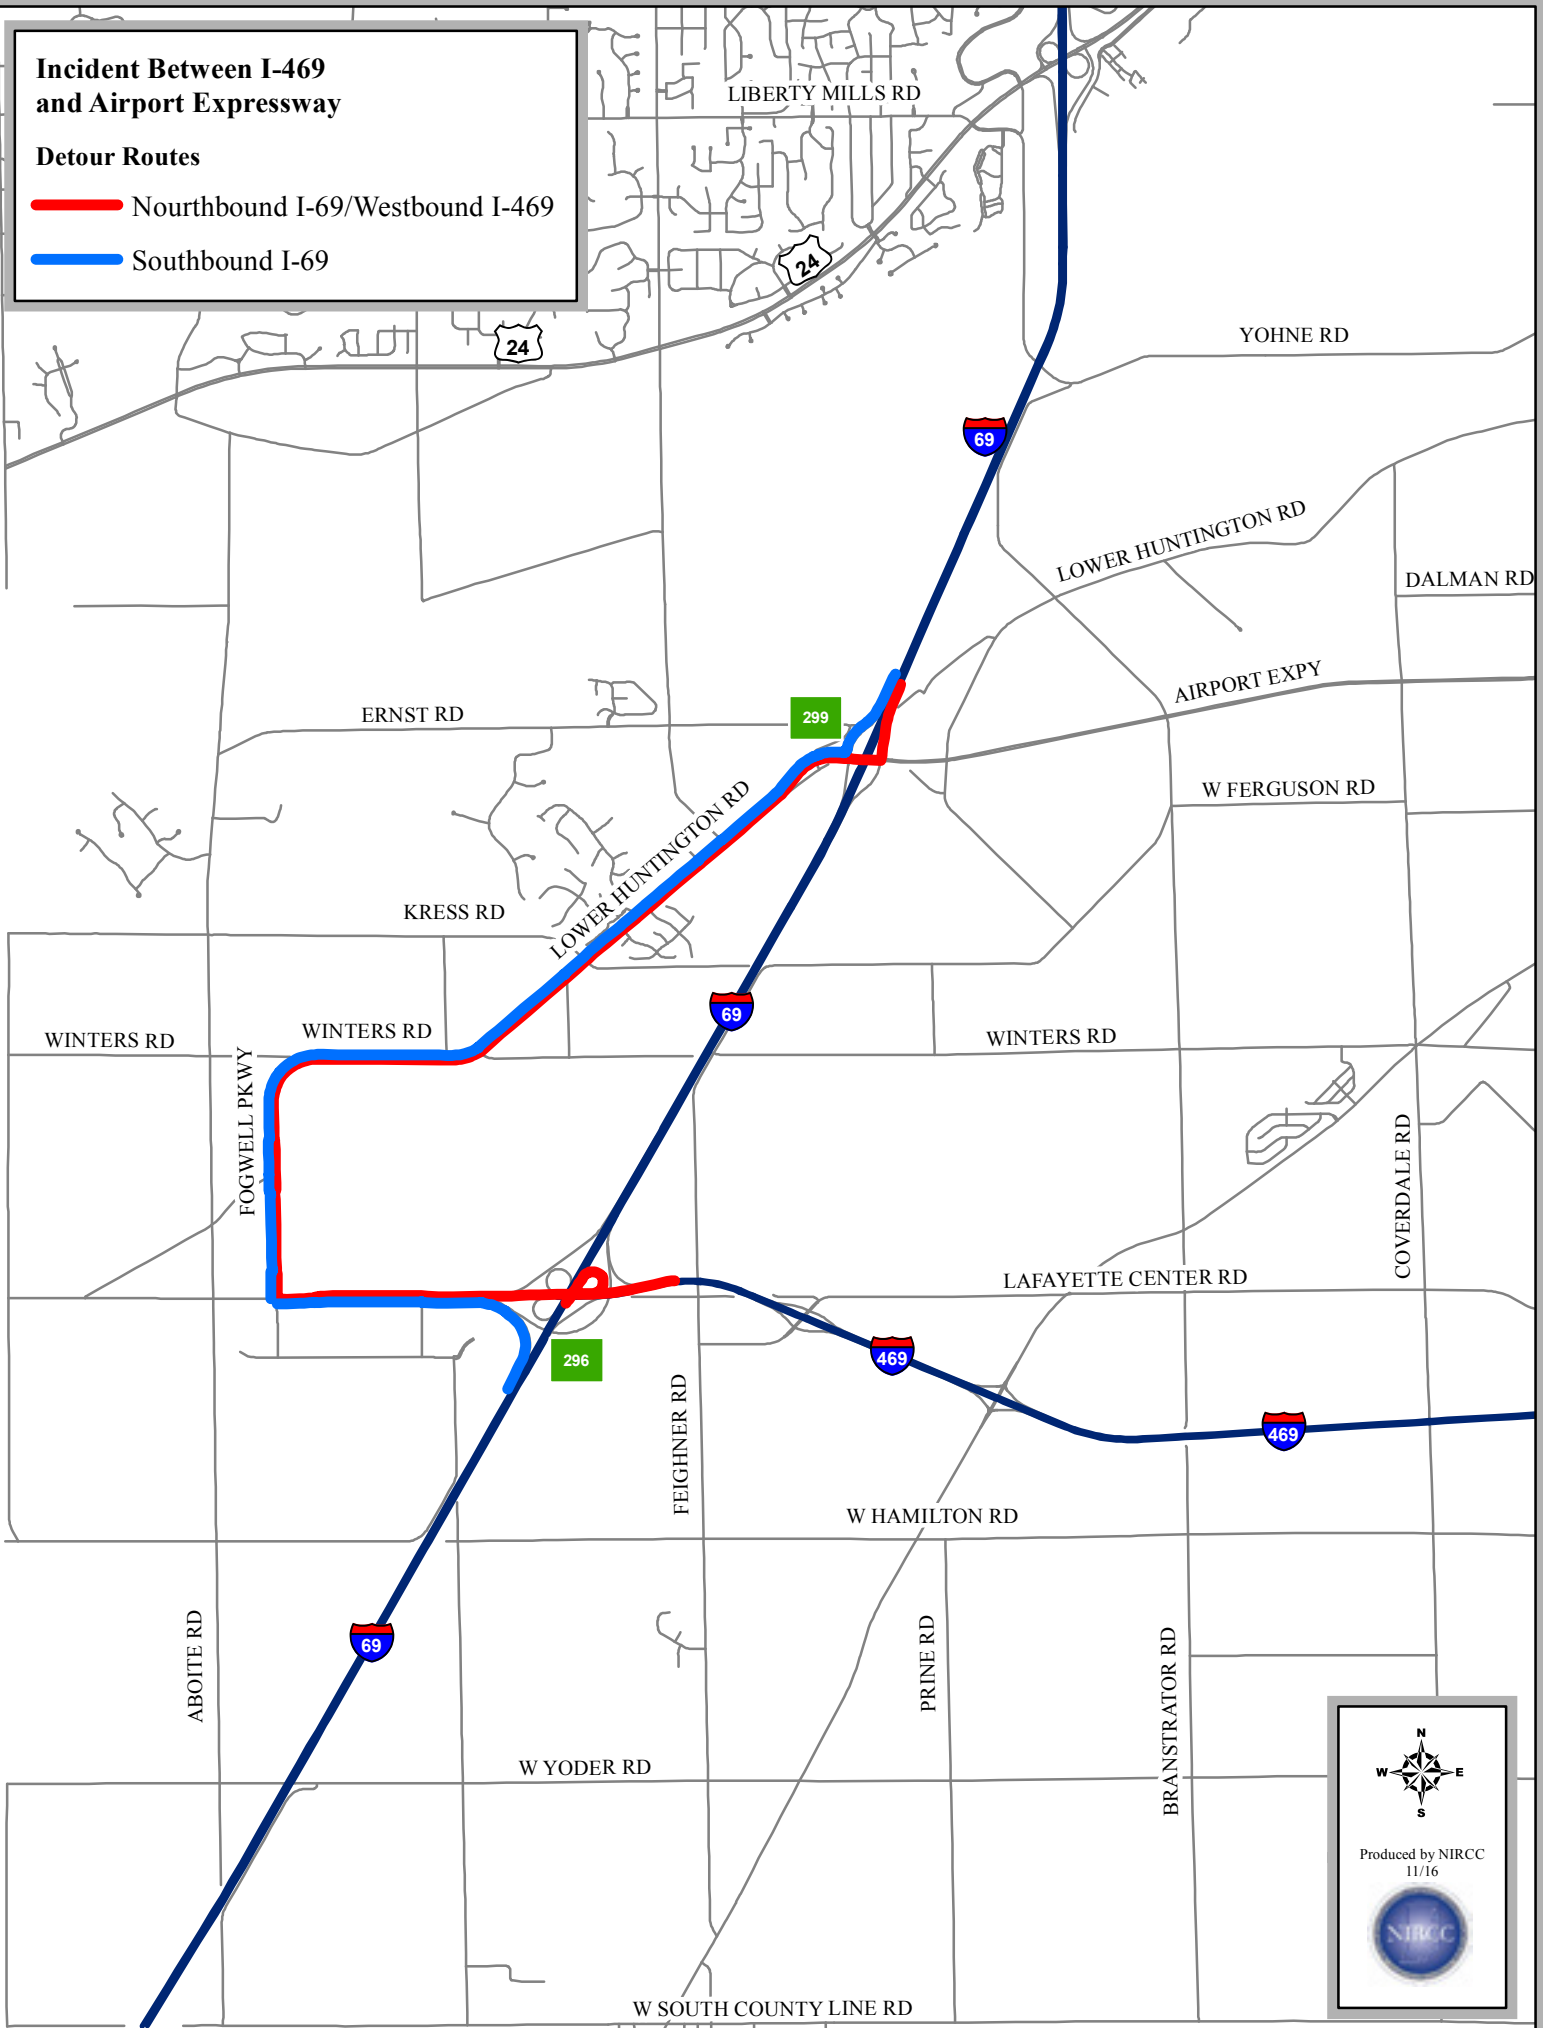 Incident Between I-469
and Airport Expressway
Detour Routes
Nourthbound I-69/Westbound I-469
Southbound I-69
LIBERTY MILLS RD
24
24
YOHNE RD
69
LOWER HUNTINGTON RD
DALMAN RD
AIRPORT EXPY
ERNST RD
299
W FERGUSON RD
LOWER HUNTINGTON RD
KRESS RD
69
WINTERS RD
WINTERS RD
WINTERS RD
FOGWELL PKWY
COVERDALE RD
LAFAYETTE CENTER RD
296
469
FEIGHNER RD
469
W HAMILTON RD
69
ABOITE RD
PRINE RD
BRANSTRATOR RD
W YODER RD
N
W E
S
Produced by NIRCC
11/16
NIRCC
W SOUTH COUNTY LINE RD